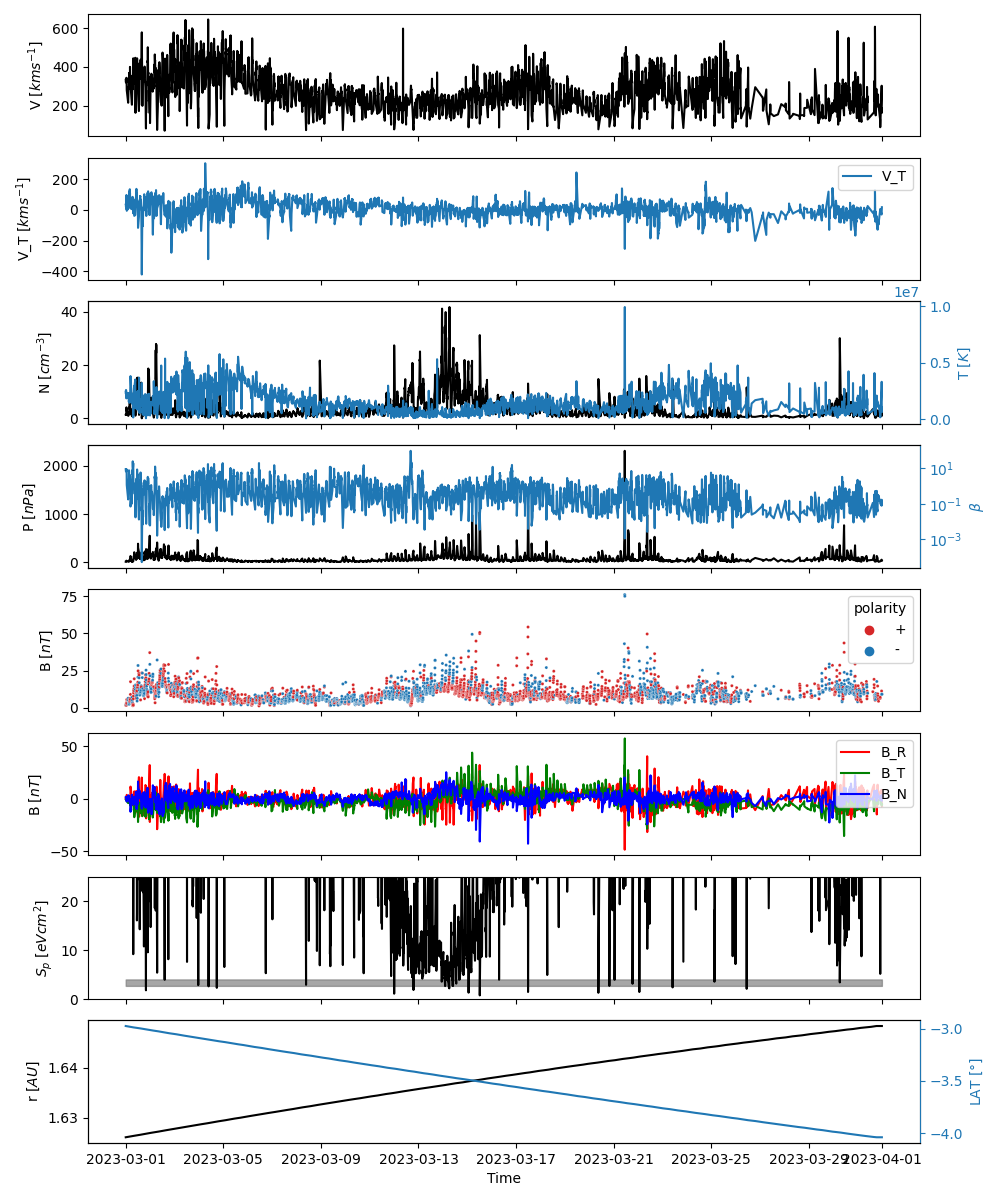 600
400
200
V [kms⁻¹]
200
0
−200
−400
V_T [kms⁻¹]
V_T
1e7
40
20
0
N [cm⁻³]
1.0
0.5
0.0
T [K]
2000
1000
0
P [nPa]
10¹
10⁻¹
10⁻³
β
75
50
25
0
B [nT]
polarity
+
-
50
0
−50
B [nT]
B_R
B_T
B_N
20
10
0
Sₚ [eVcm²]
1.64
1.63
r [AU]
−3.0
−3.5
−4.0
LAT [°]
2023-03-01 2023-03-05 2023-03-09 2023-03-13 2023-03-17 2023-03-21 2023-03-25 2023-03-29 2023-04-01
Time